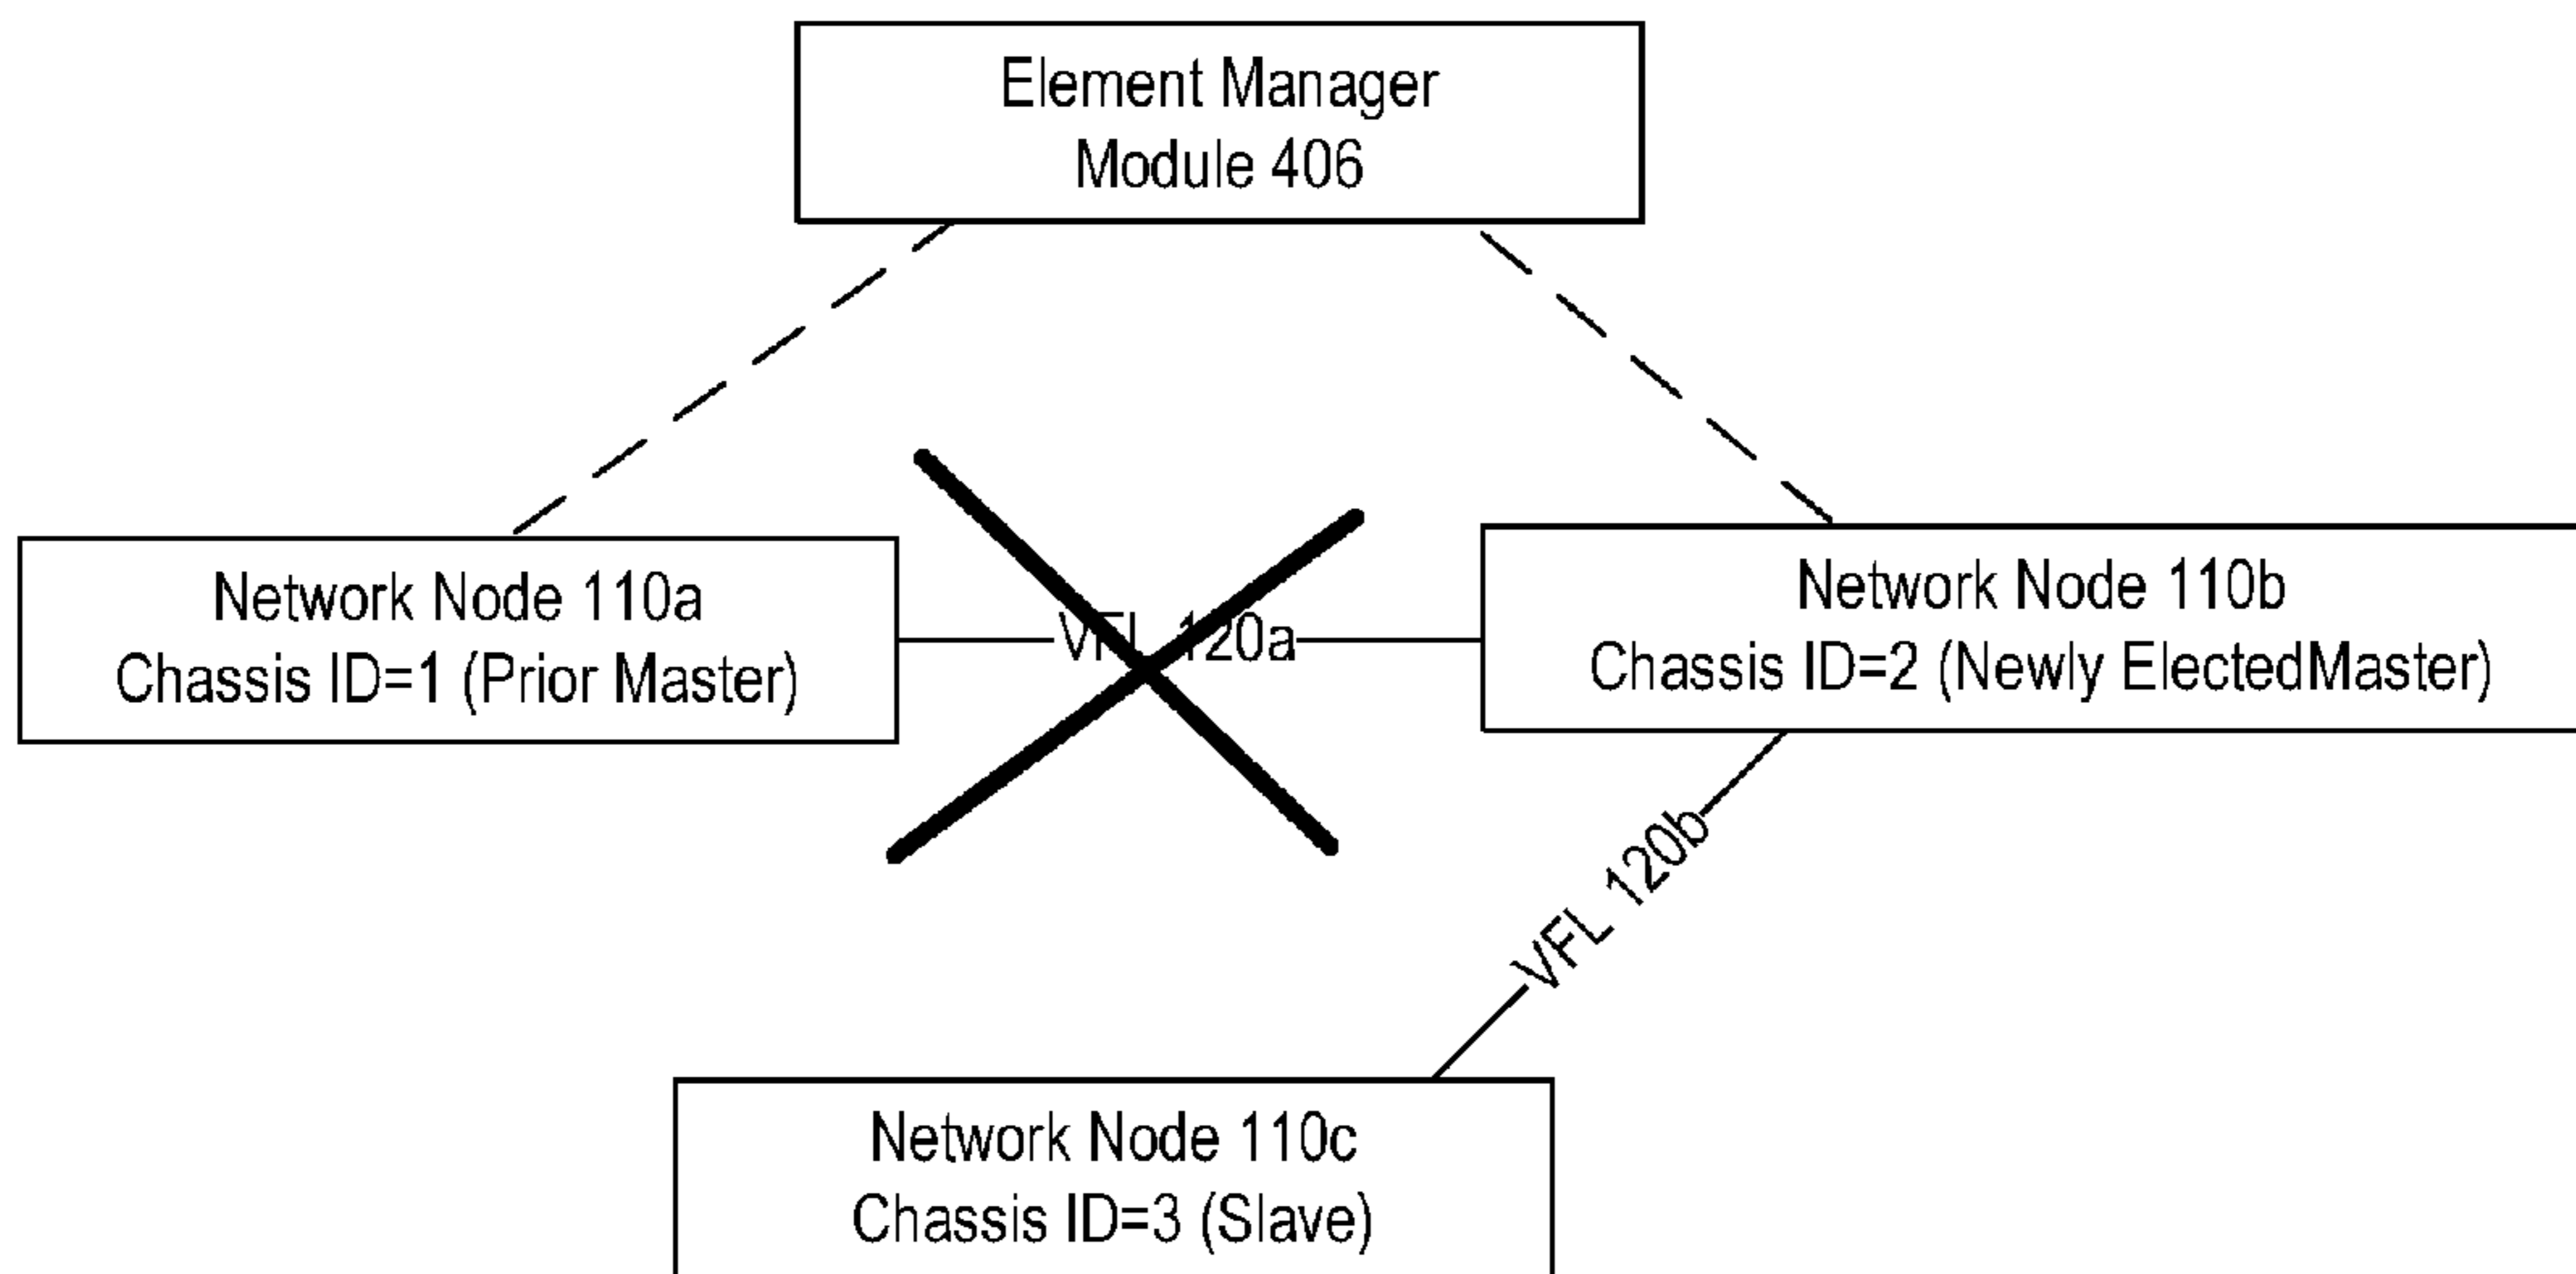 Element Manager
Module 406
Network Node 110a
Chassis ID=1 (Prior Master)
VFL 120a
Network Node 110b
Chassis ID=2 (Newly ElectedMaster)
VFL 120b
Network Node 110c
Chassis ID=3 (Slave)